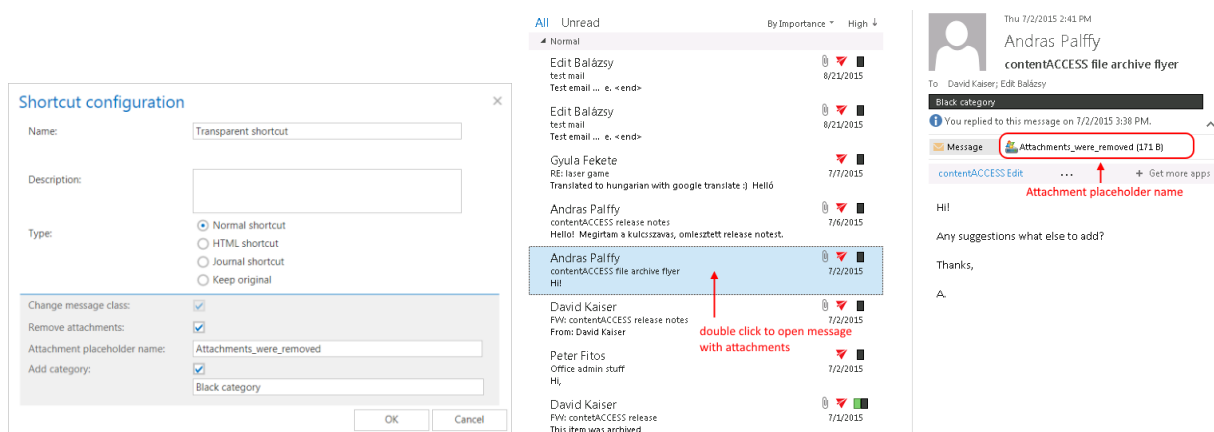 Shortcut configuration
Name:
Transparent shortcut
Description:
Type:
Normal shortcut
HTML shortcut
Journal shortcut
Keep original
Change message class:
Remove attachments:
Attachment placeholder name:
Attachments_were_removed
Add category:
Black category
OK Cancel
All Unread
By Importance High
Normal
Edit Balázsy
test mail 8/21/2015
Test email ... e. <end>
Edit Balázsy
test mail 8/21/2015
Test email ... e. <end>
Gyula Fekete
RE: laser game 7/7/2015
Translated to hungarian with google translate :) Helló
Andras Palffy
contentACCESS release notes 7/6/2015
Hello! Megirtam a kulcsszavas, omlesztett release notest.
Andras Palffy
contentACCESS file archive flyer 7/2/2015
Hi!
David Kaiser
FW: contentACCESS release notes 7/2/2015
From: David Kaiser
double click to open message
with attachments
Peter Fitos
Office admin stuff 7/2/2015
Hi,
David Kaiser
FW: contetACCESS release 7/1/2015
This item was archived
Thu 7/2/2015 2:41 PM
Andras Palffy
contentACCESS file archive flyer
To David Kaiser; Edit Balázsy
Black category
You replied to this message on 7/2/2015 3:38 PM.
Message Attachments_were_removed (171 B)
contentACCESS Edit ... + Get more apps
Attachment placeholder name
Hi!
Any suggestions what else to add?
Thanks,
A.